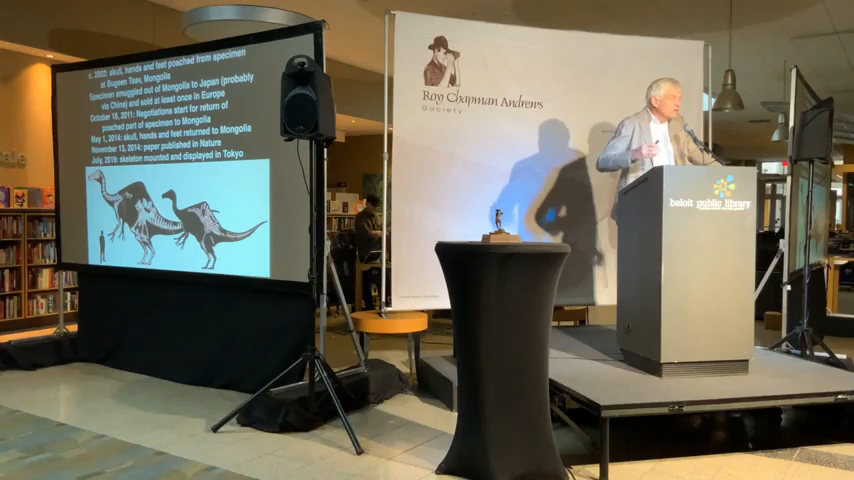 c. 2002: skull, hands and feet poached from specimen
at Bugeen Tsav, Mongolia
Specimen smuggled out of Mongolia to Japan (probably
via China) and sold at least once in Europe
October 18, 2011: Negotiations start for return of
poached part of specimen to Mongolia
May 1, 2014: skull, hands and feet returned to Mongolia
November 13, 2014: paper published in Nature
July, 2019: skeleton mounted and displayed in Tokyo
Roy Chapman Andrews
Society
beloit public library